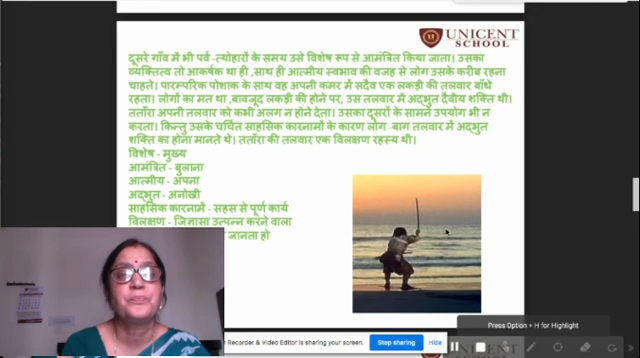 UNICENT
SCHOOL
दूसरे गाँव में भी पर्व -त्योहारों के समय उसे विशेष रूप से आमंत्रित किया जाता। उसका
व्यक्तित्व तो आकर्षक था ही ,साथ ही आत्मीय स्वभाव की वजह से लोग उसके करीब रहना
चाहते। पारम्परिक पोशाक के साथ वह अपनी कमर में सदैव एक लकड़ी की तलवार बाँधे
रहता। लोगों का मत था ,बावजूद लकड़ी की होने पर, उस तलवार में अद्भुत दैवीय शक्ति थी।
तताँरा अपनी तलवार को कभी अलग न होने देता। उसका दूसरों के सामने उपयोग भी न
करता। किन्तु उसके चर्चित साहसिक कारनामों के कारण लोग -बाग तलवार में अद्भुत
शक्ति का होना मानते थे। तताँरा की तलवार एक विलक्षण रहस्य थी।
विशेष - मुख्य
आमंत्रित - बुलाना
आत्मीय - अपना
अद्भुत - अनोखी
साहसिक कारनामें - सहस से पूर्ण कार्य
विलक्षण - जिज्ञासा उत्पन्न करने वाला
जानता हो
Press Option + H for Highlight
Recorder & Video Editor is sharing your screen.
Stop sharing
Hide